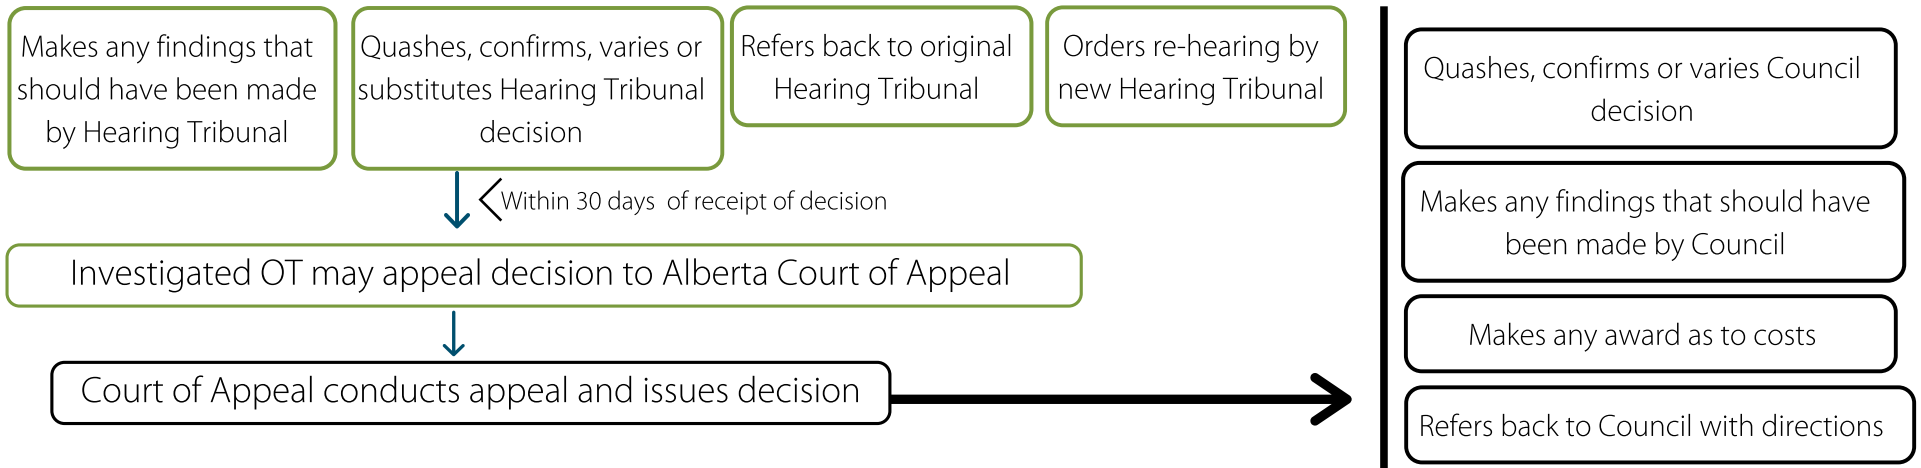 Makes any findings that
should have been made
by Hearing Tribunal
Quashes, confirms, varies or
substitutes Hearing Tribunal
decision
Refers back to original
Hearing Tribunal
Orders re-hearing by
new Hearing Tribunal
Within 30 days of receipt of decision
Investigated OT may appeal decision to Alberta Court of Appeal
Court of Appeal conducts appeal and issues decision
Quashes, confirms or varies Council
decision
Makes any findings that should have
been made by Council
Makes any award as to costs
Refers back to Council with directions